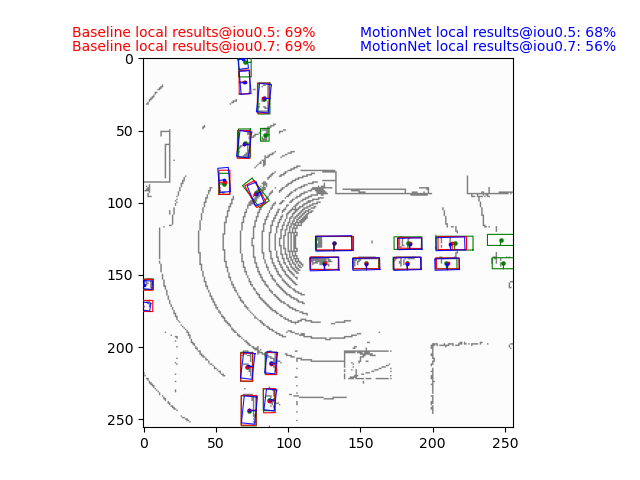 Baseline local results@iou0.5: 69% MotionNet local results@iou0.5: 68%
Baseline local results@iou0.7: 69% MotionNet local results@iou0.7: 56%
0
50
100
150
200
250
0 50 100 150 200 250